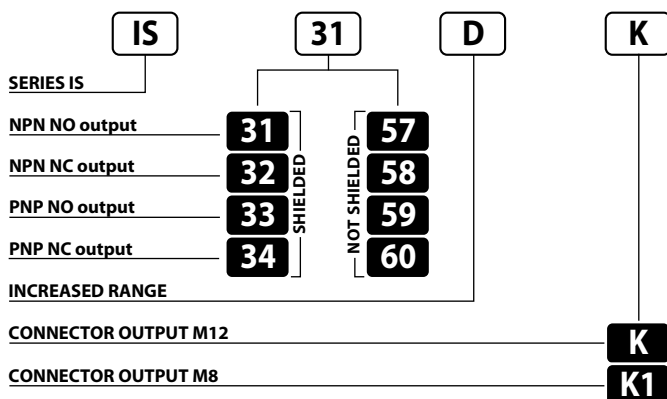 IS 31 D K
SERIES IS
NPN NO output 31 57
NPN NC output 32 58
PNP NO output 33 59
PNP NC output 34 60
SHIELDED
NOT SHIELDED
INCREASED RANGE
CONNECTOR OUTPUT M12 K
CONNECTOR OUTPUT M8 K1